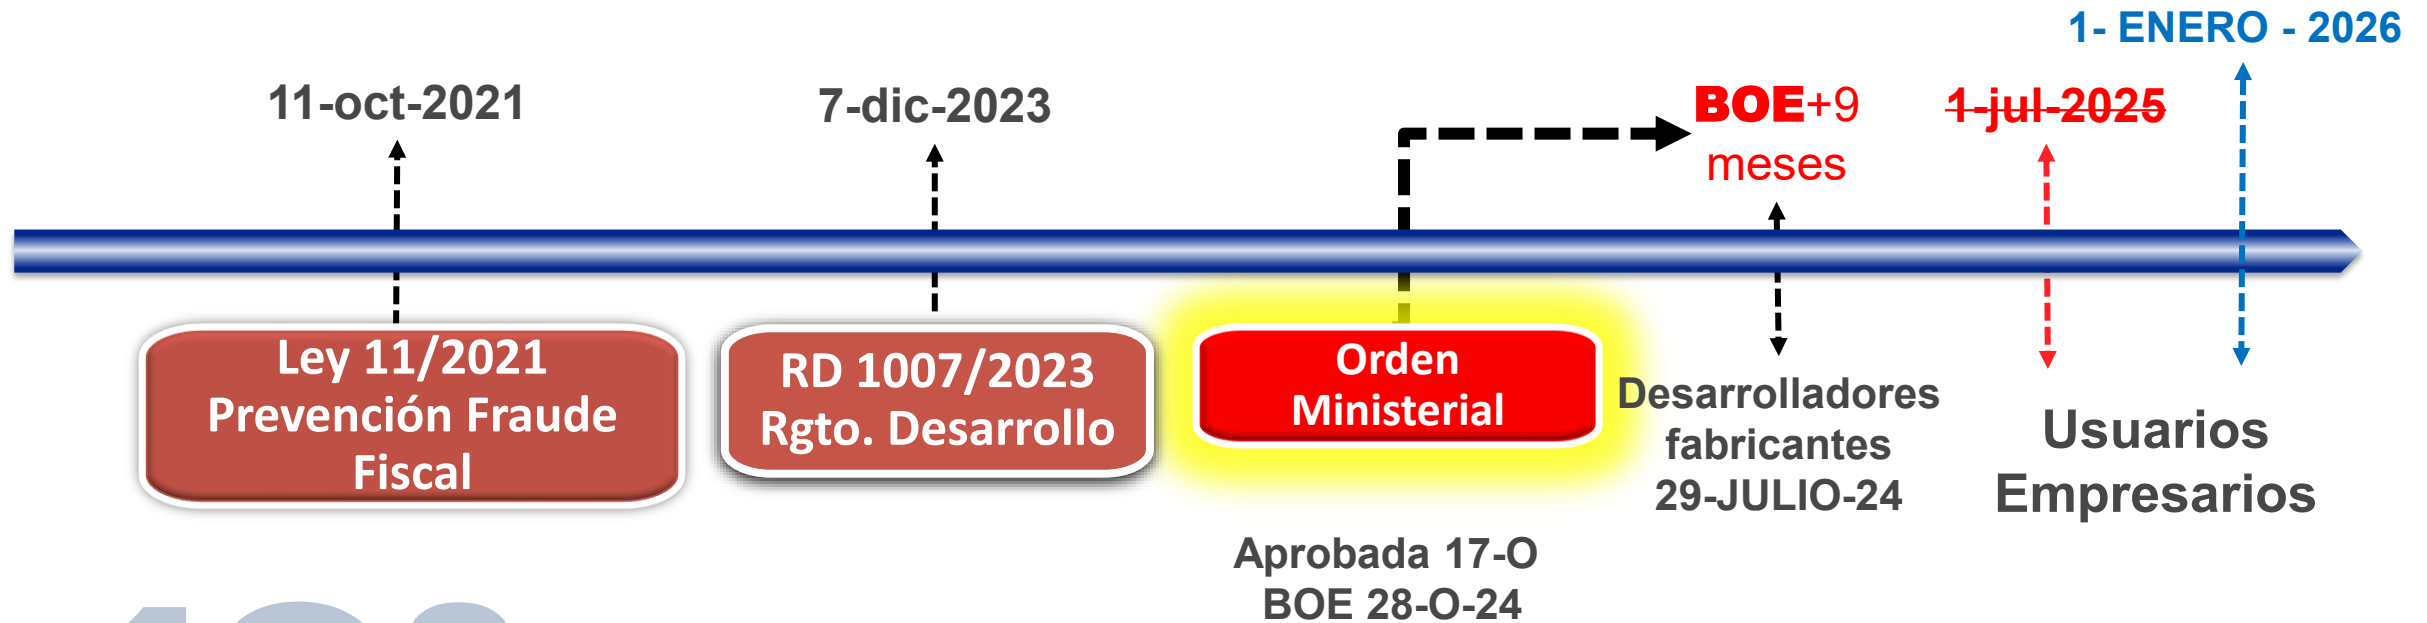 1- ENERO - 2026
11-oct-2021
7-dic-2023
BOE+9
meses
1-jul-2025
Ley 11/2021
Prevención Fraude
Fiscal
RD 1007/2023
Rgto. Desarrollo
Orden
Ministerial
Aprobada 17-O
BOE 28-O-24
Desarrolladores
fabricantes
29-JULIO-24
Usuarios
Empresarios